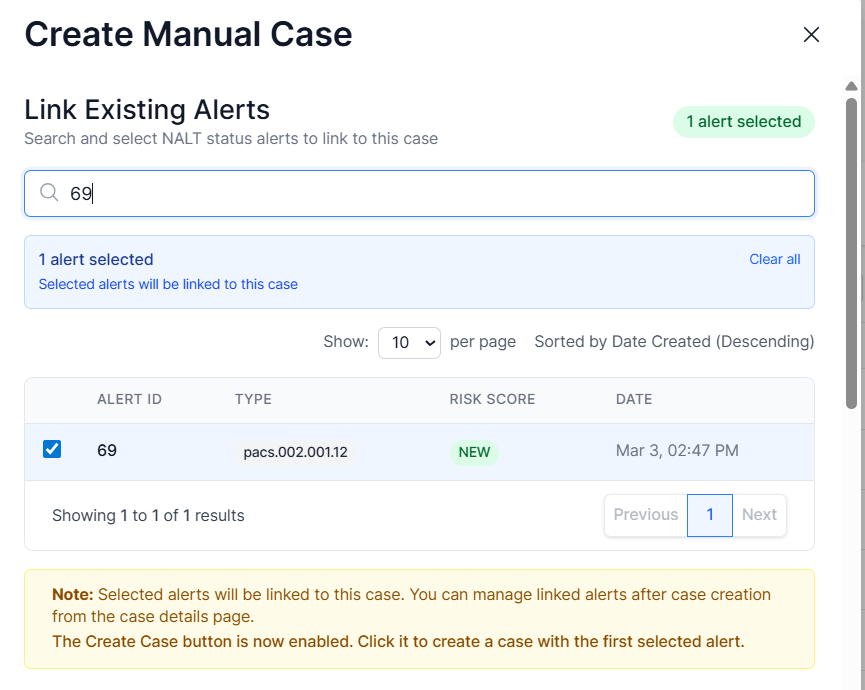 Create Manual Case
Link Existing Alerts
Search and select NALT status alerts to link to this case
1 alert selected
69
1 alert selected
Clear all
Selected alerts will be linked to this case
Show: 10 per page Sorted by Date Created (Descending)
ALERT ID TYPE RISK SCORE DATE
69 pacs.002.001.12 NEW Mar 3, 02:47 PM
Showing 1 to 1 of 1 results
Previous 1 Next
Note: Selected alerts will be linked to this case. You can manage linked alerts after case creation
from the case details page.
The Create Case button is now enabled. Click it to create a case with the first selected alert.